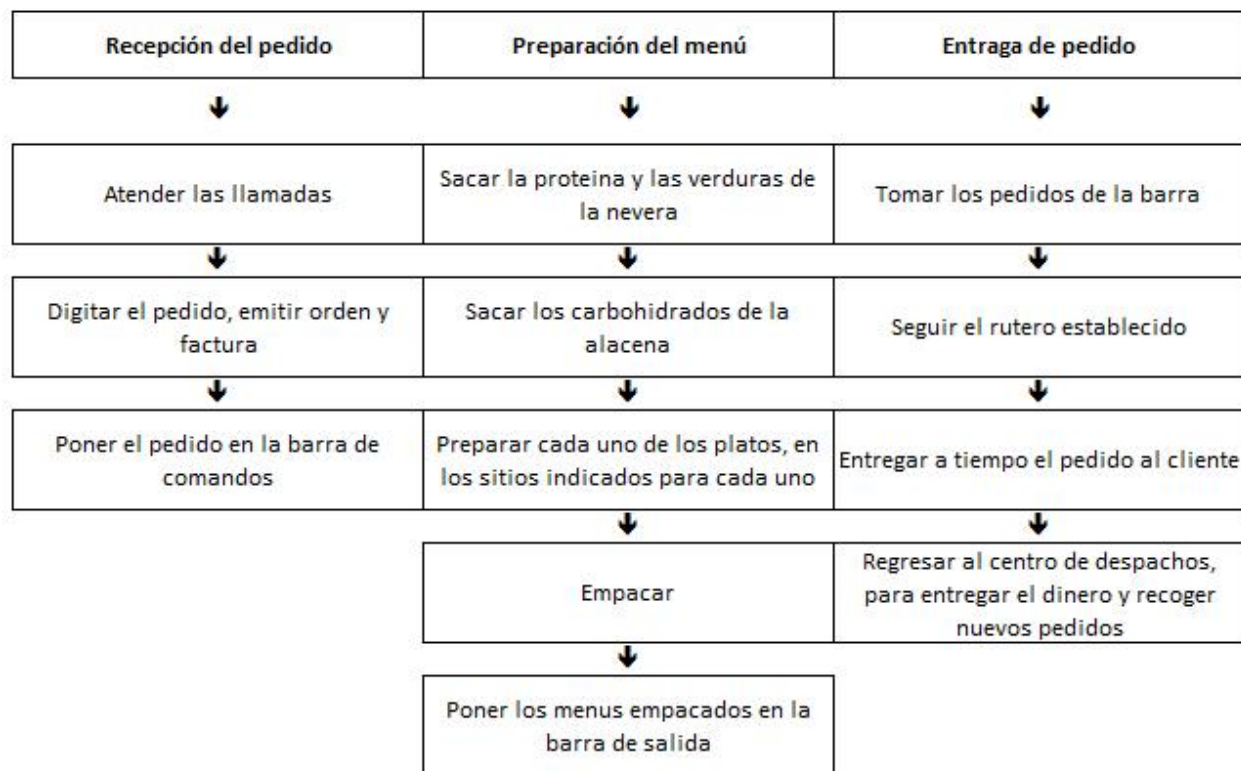 Recepción del pedido
Preparación del menú
Entraga de pedido
Atender las llamadas
Sacar la proteina y las verduras de
la nevera
Tomar los pedidos de la barra
Digitar el pedido, emitir orden y
factura
Sacar los carbohidrados de la
alacena
Seguir el rutero establecido
Poner el pedido en la barra de
comandos
Preparar cada uno de los platos, en
los sitios indicados para cada uno
Entregar a tiempo el pedido al cliente
Empacar
Regresar al centro de despachos,
para entregar el dinero y recoger
nuevos pedidos
Poner los menus empacados en la
barra de salida